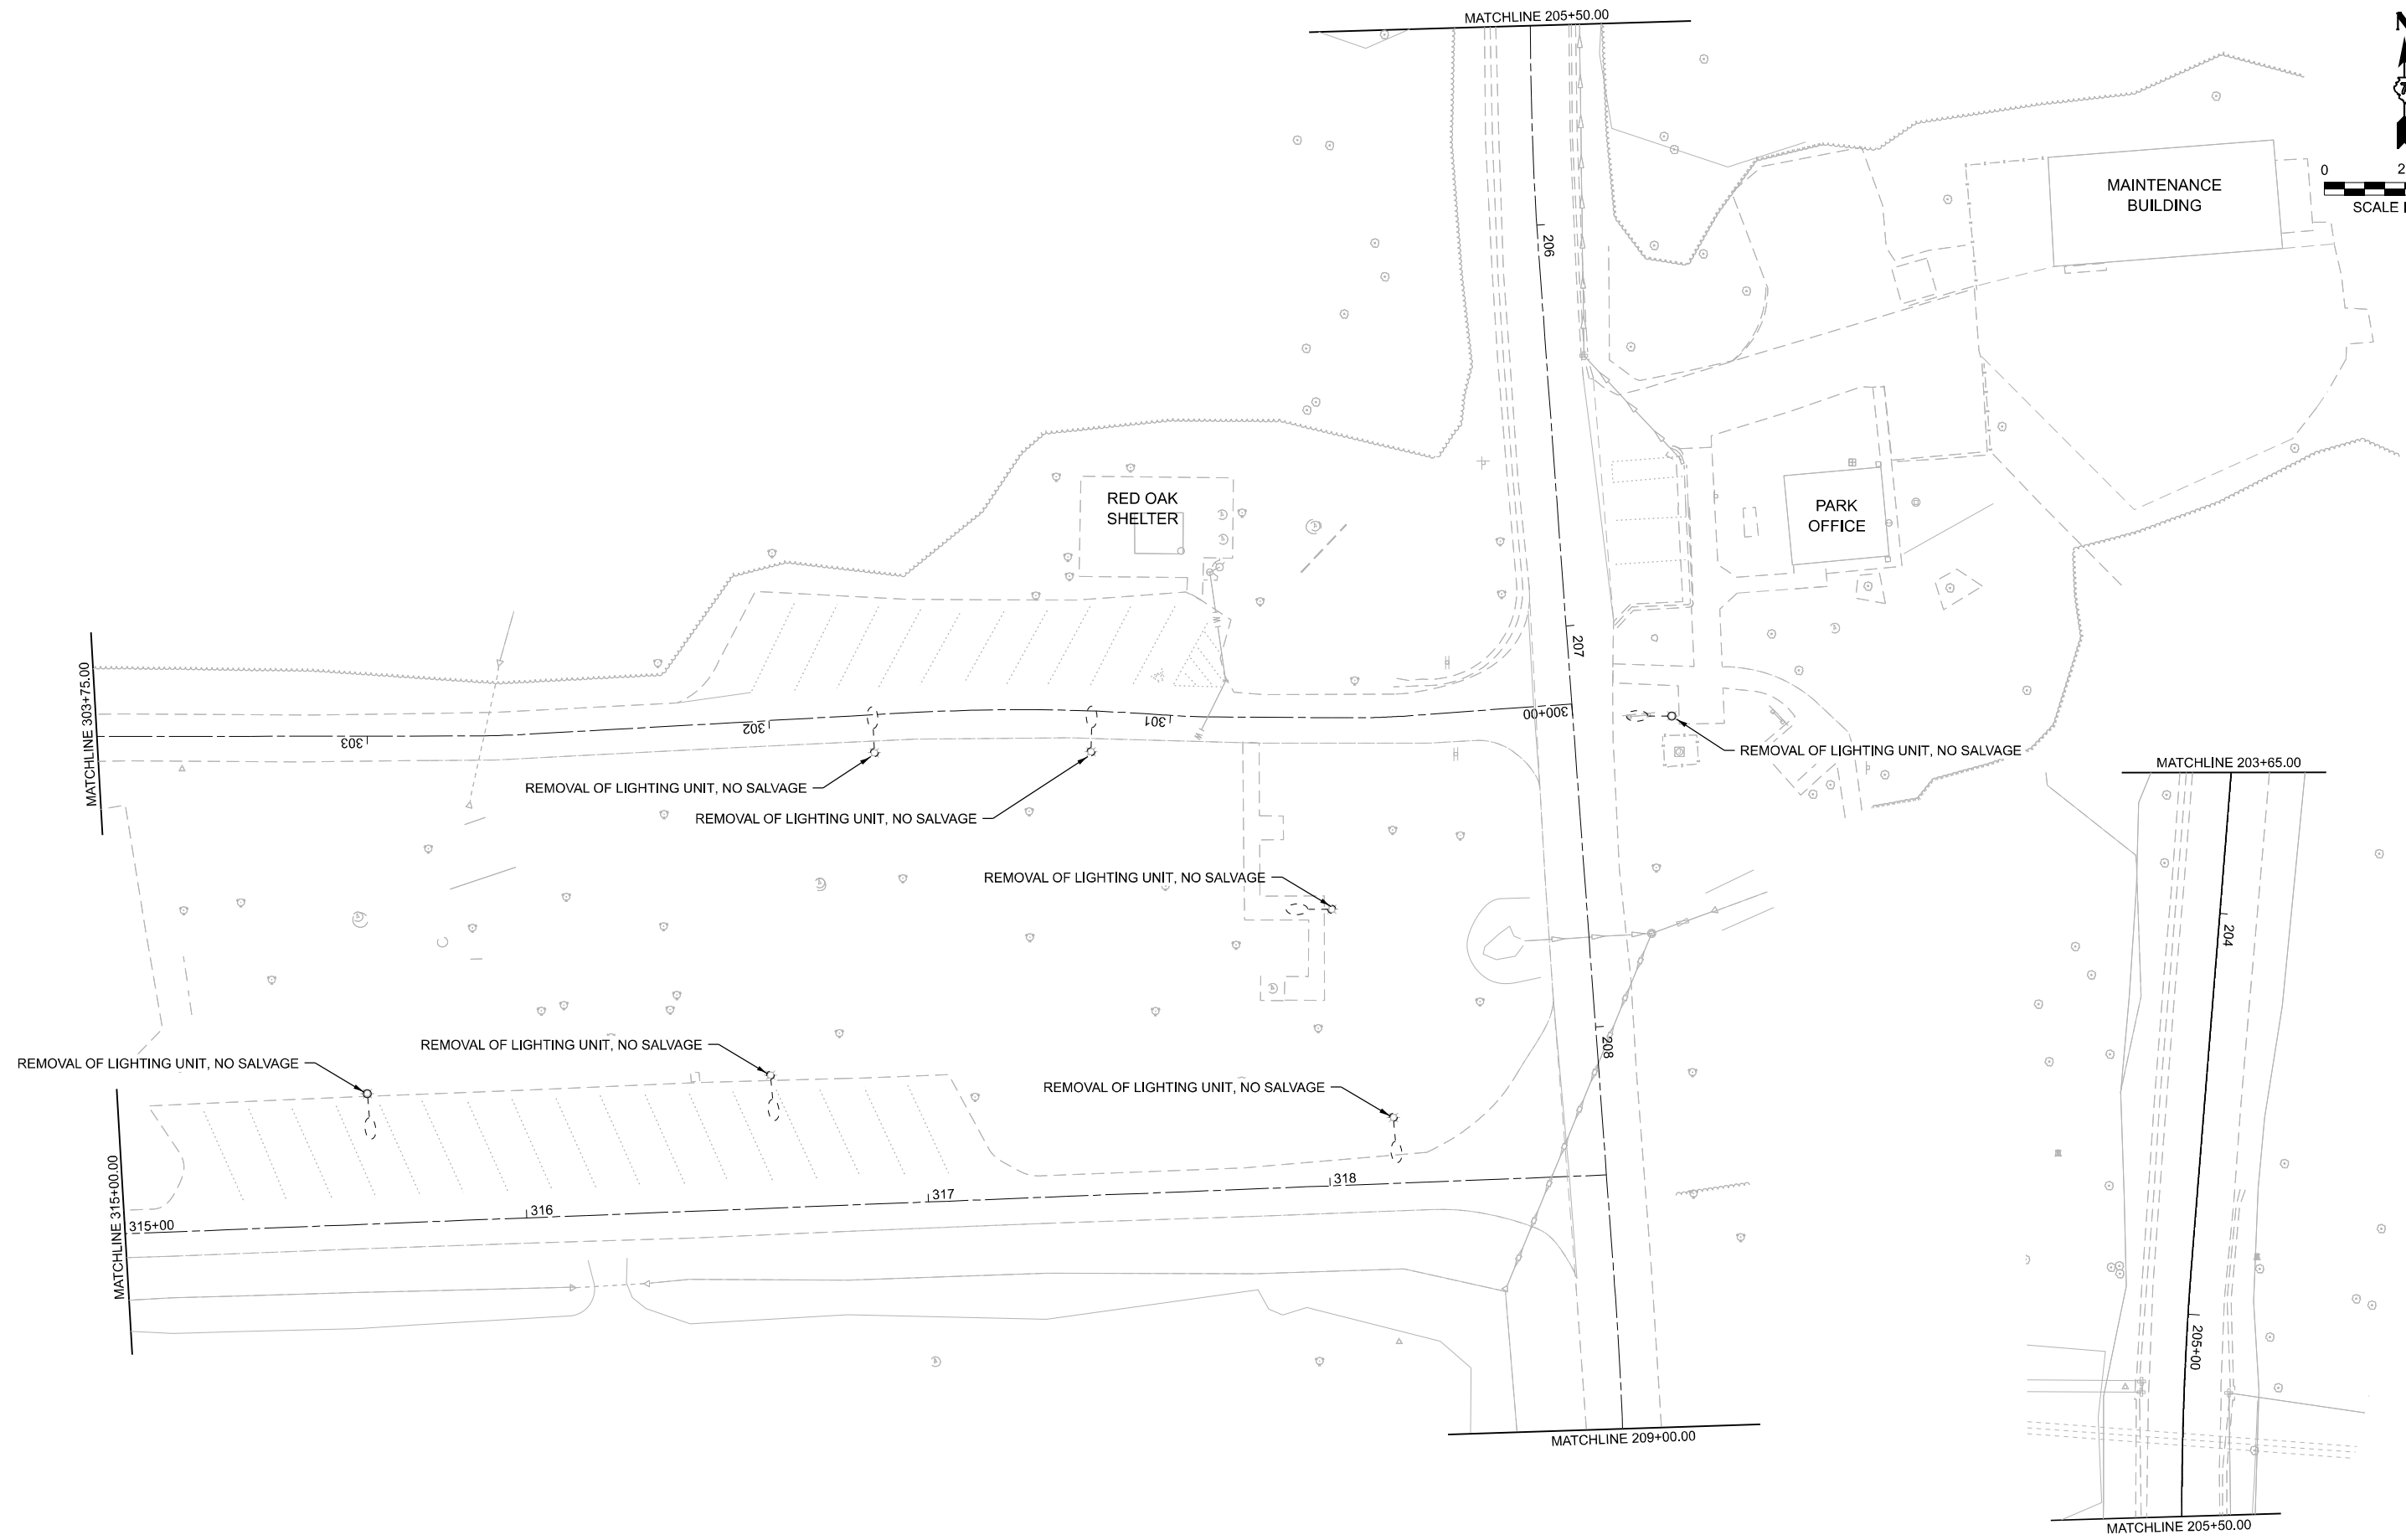 MATCHLINE 205+50.00
N
0
2
MAINTENANCE
BUILDING
206
RED OAK
SHELTER
PARK
OFFICE
207
MATCHLINE 303+75.00
303
302
301
300+00
W
W
REMOVAL OF LIGHTING UNIT, NO SALVAGE
REMOVAL OF LIGHTING UNIT, NO SALVAGE
REMOVAL OF LIGHTING UNIT, NO SALVAGE
MATCHLINE 203+65.00
REMOVAL OF LIGHTING UNIT, NO SALVAGE
204
REMOVAL OF LIGHTING UNIT, NO SALVAGE
REMOVAL OF LIGHTING UNIT, NO SALVAGE
REMOVAL OF LIGHTING UNIT, NO SALVAGE
208
MATCHLINE 315+00.00
315+00
316
317
318
205+00
MATCHLINE 209+00.00
MATCHLINE 205+50.00